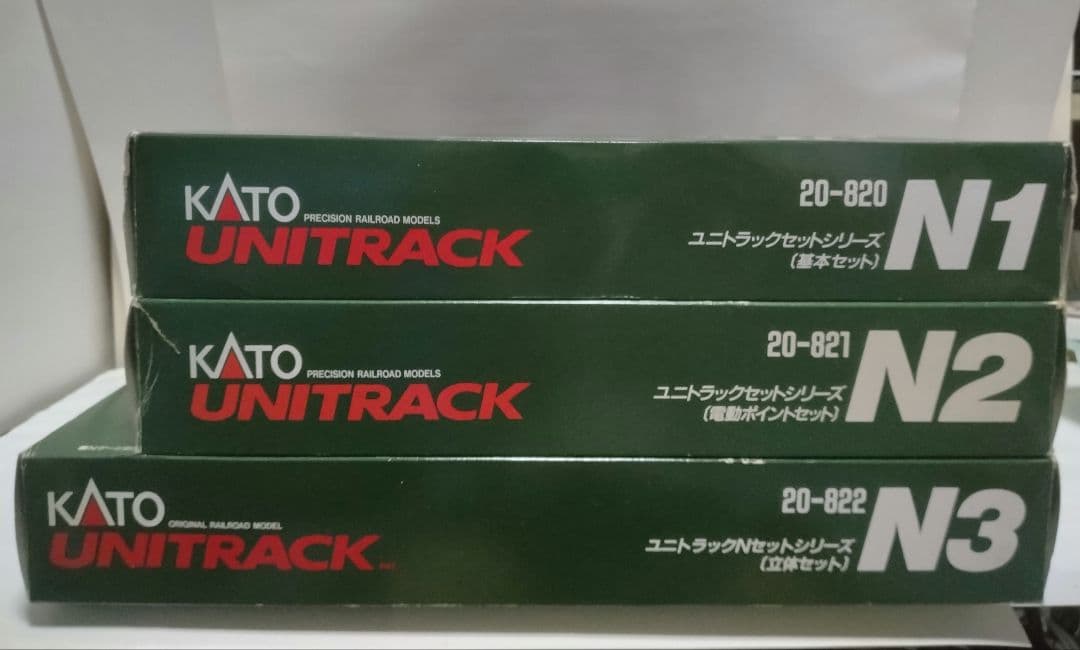 KATO
PRECISION RAILROAD MODELS
UNITRACK
20-820
ユニトラックセットシリーズ
(基本セット)
N1
KATO
PRECISION RAILROAD MODELS
UNITRACK
20-821
ユニトラックセットシリーズ
(電動ポイントセット)
N2
KATO
ORIGINAL RAILROAD MODEL
UNITRACK
20-822
ユニトラックNセットシリーズ
(立体セット)
N3